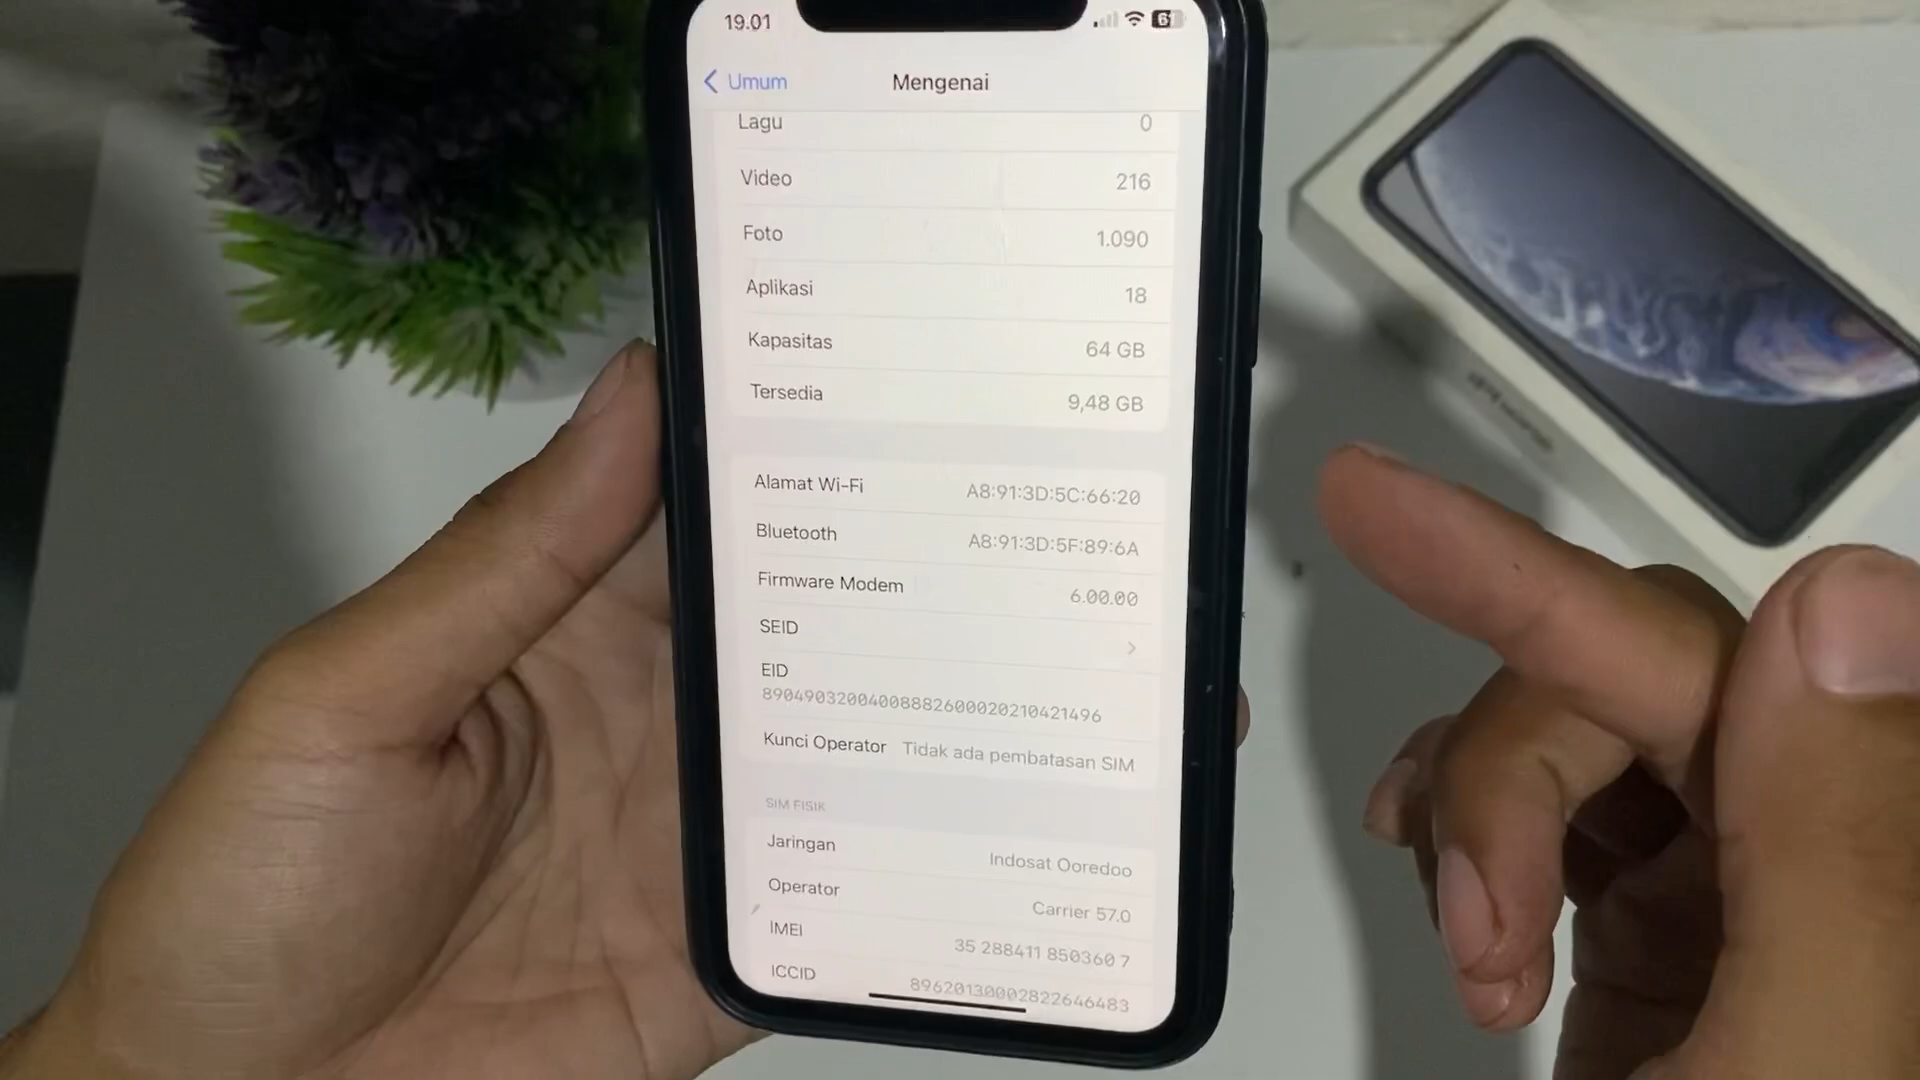 19.01
61
Umum
Mengenai
Lagu 0
Video 216
Foto 1.090
Aplikasi 18
Kapasitas 64 GB
Tersedia 9,48 GB
Alamat Wi-Fi A8:91:3D:5C:66:20
Bluetooth A8:91:3D:5F:89:6A
Firmware Modem 6.00.00
SEID
EID
89049032004008882600020210421496
Kunci Operator Tidak ada pembatasan SIM
SIM FISIK
Jaringan Indosat Ooredoo
Operator Carrier 57.0
IMEI 35 288411 850360 7
ICCID 89620130002822646483